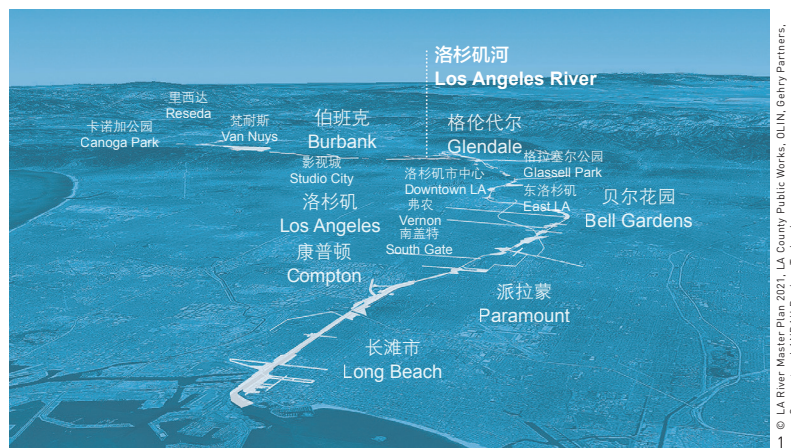 洛杉矶河
Los Angeles River
里西达
Reseda
卡诺加公园
Canoga Park
梵耐斯
Van Nuys
伯班克
Burbank
格伦代尔
Glendale
影视城
Studio City
格拉塞尔公园
Glassell Park
洛杉矶市中心
Downtown LA
东洛杉矶
East LA
贝尔花园
Bell Gardens
洛杉矶
Los Angeles
弗农
Vernon
南盖特
South Gate
康普顿
Compton
派拉蒙
Paramount
长滩市
Long Beach
© LA River Master Plan 2021, LA County Public Works, OLIN, Gehry Partners,
1